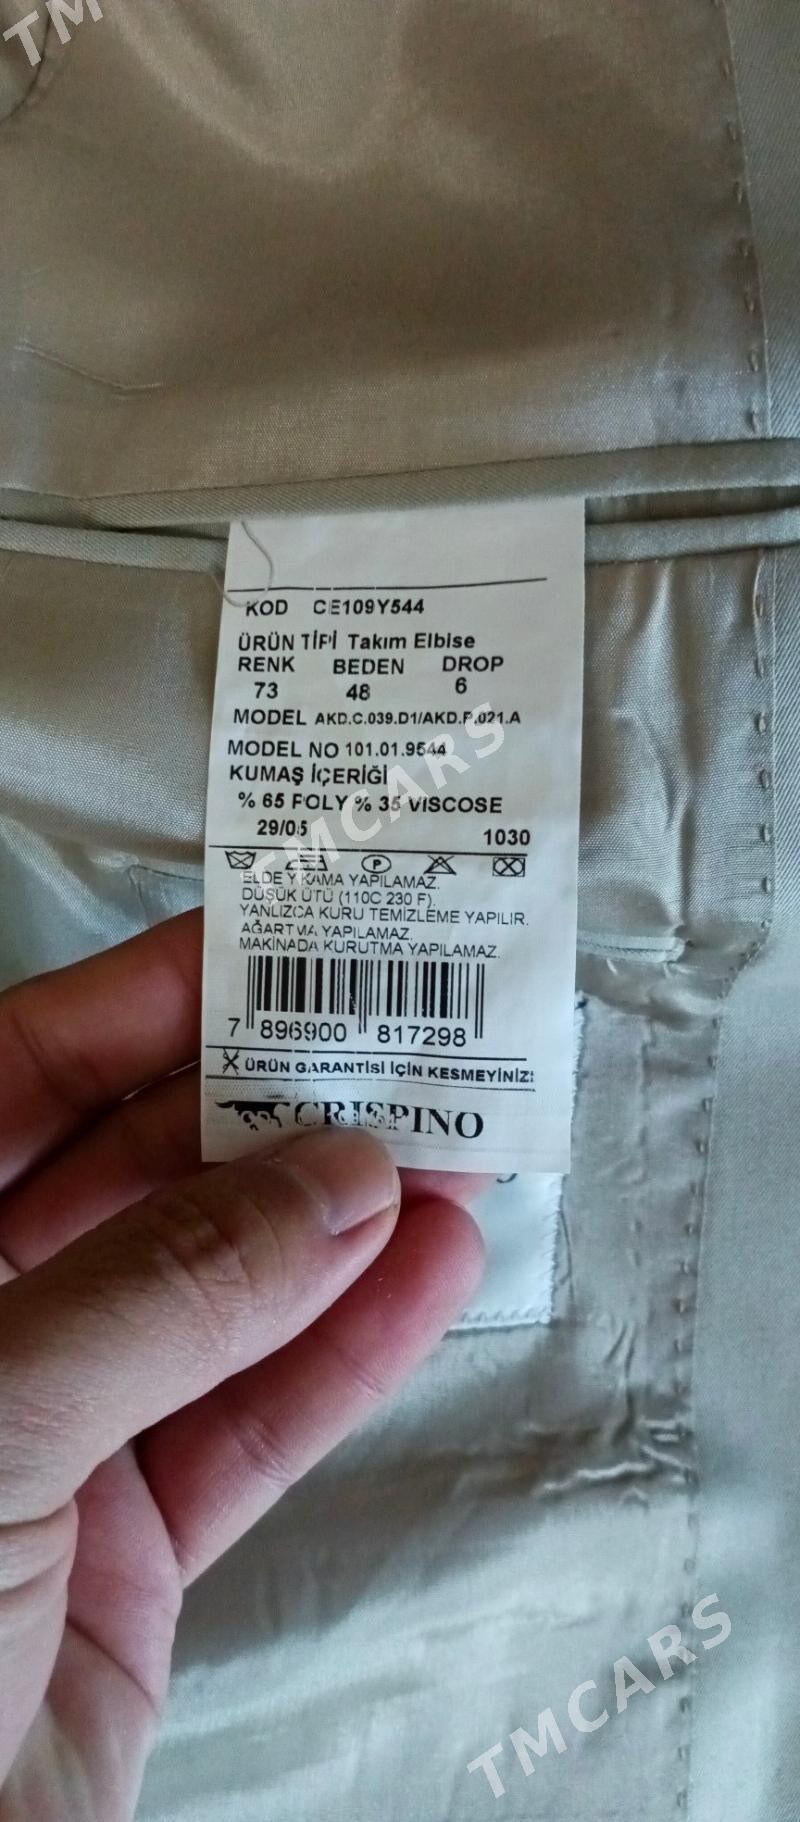 TM
KOD CE109Y544
ÜRÜN TİPİ Takım Elbise
RENK BEDEN DROP
73 48 6
MODEL AKD.C.039.D1/AKD.P.021.A
MODEL NO 101.01.9544
KUMAŞ İÇERİĞİ
% 65 POLY % 35 VISCOSE
29/05 1030
P
ELDE YIKAMA YAPILAMAZ.
DÜŞÜK ÜTÜ (110C 230 F).
YANLIZCA KURU TEMİZLEME YAPILIR.
AĞARTMA YAPILAMAZ.
MAKİNADA KURUTMA YAPILAMAZ.
7 896900 817298
ÜRÜN GARANTİSİ İÇİN KESMEYİNİZ!
CRISPINO
TMCARS
TMCARS